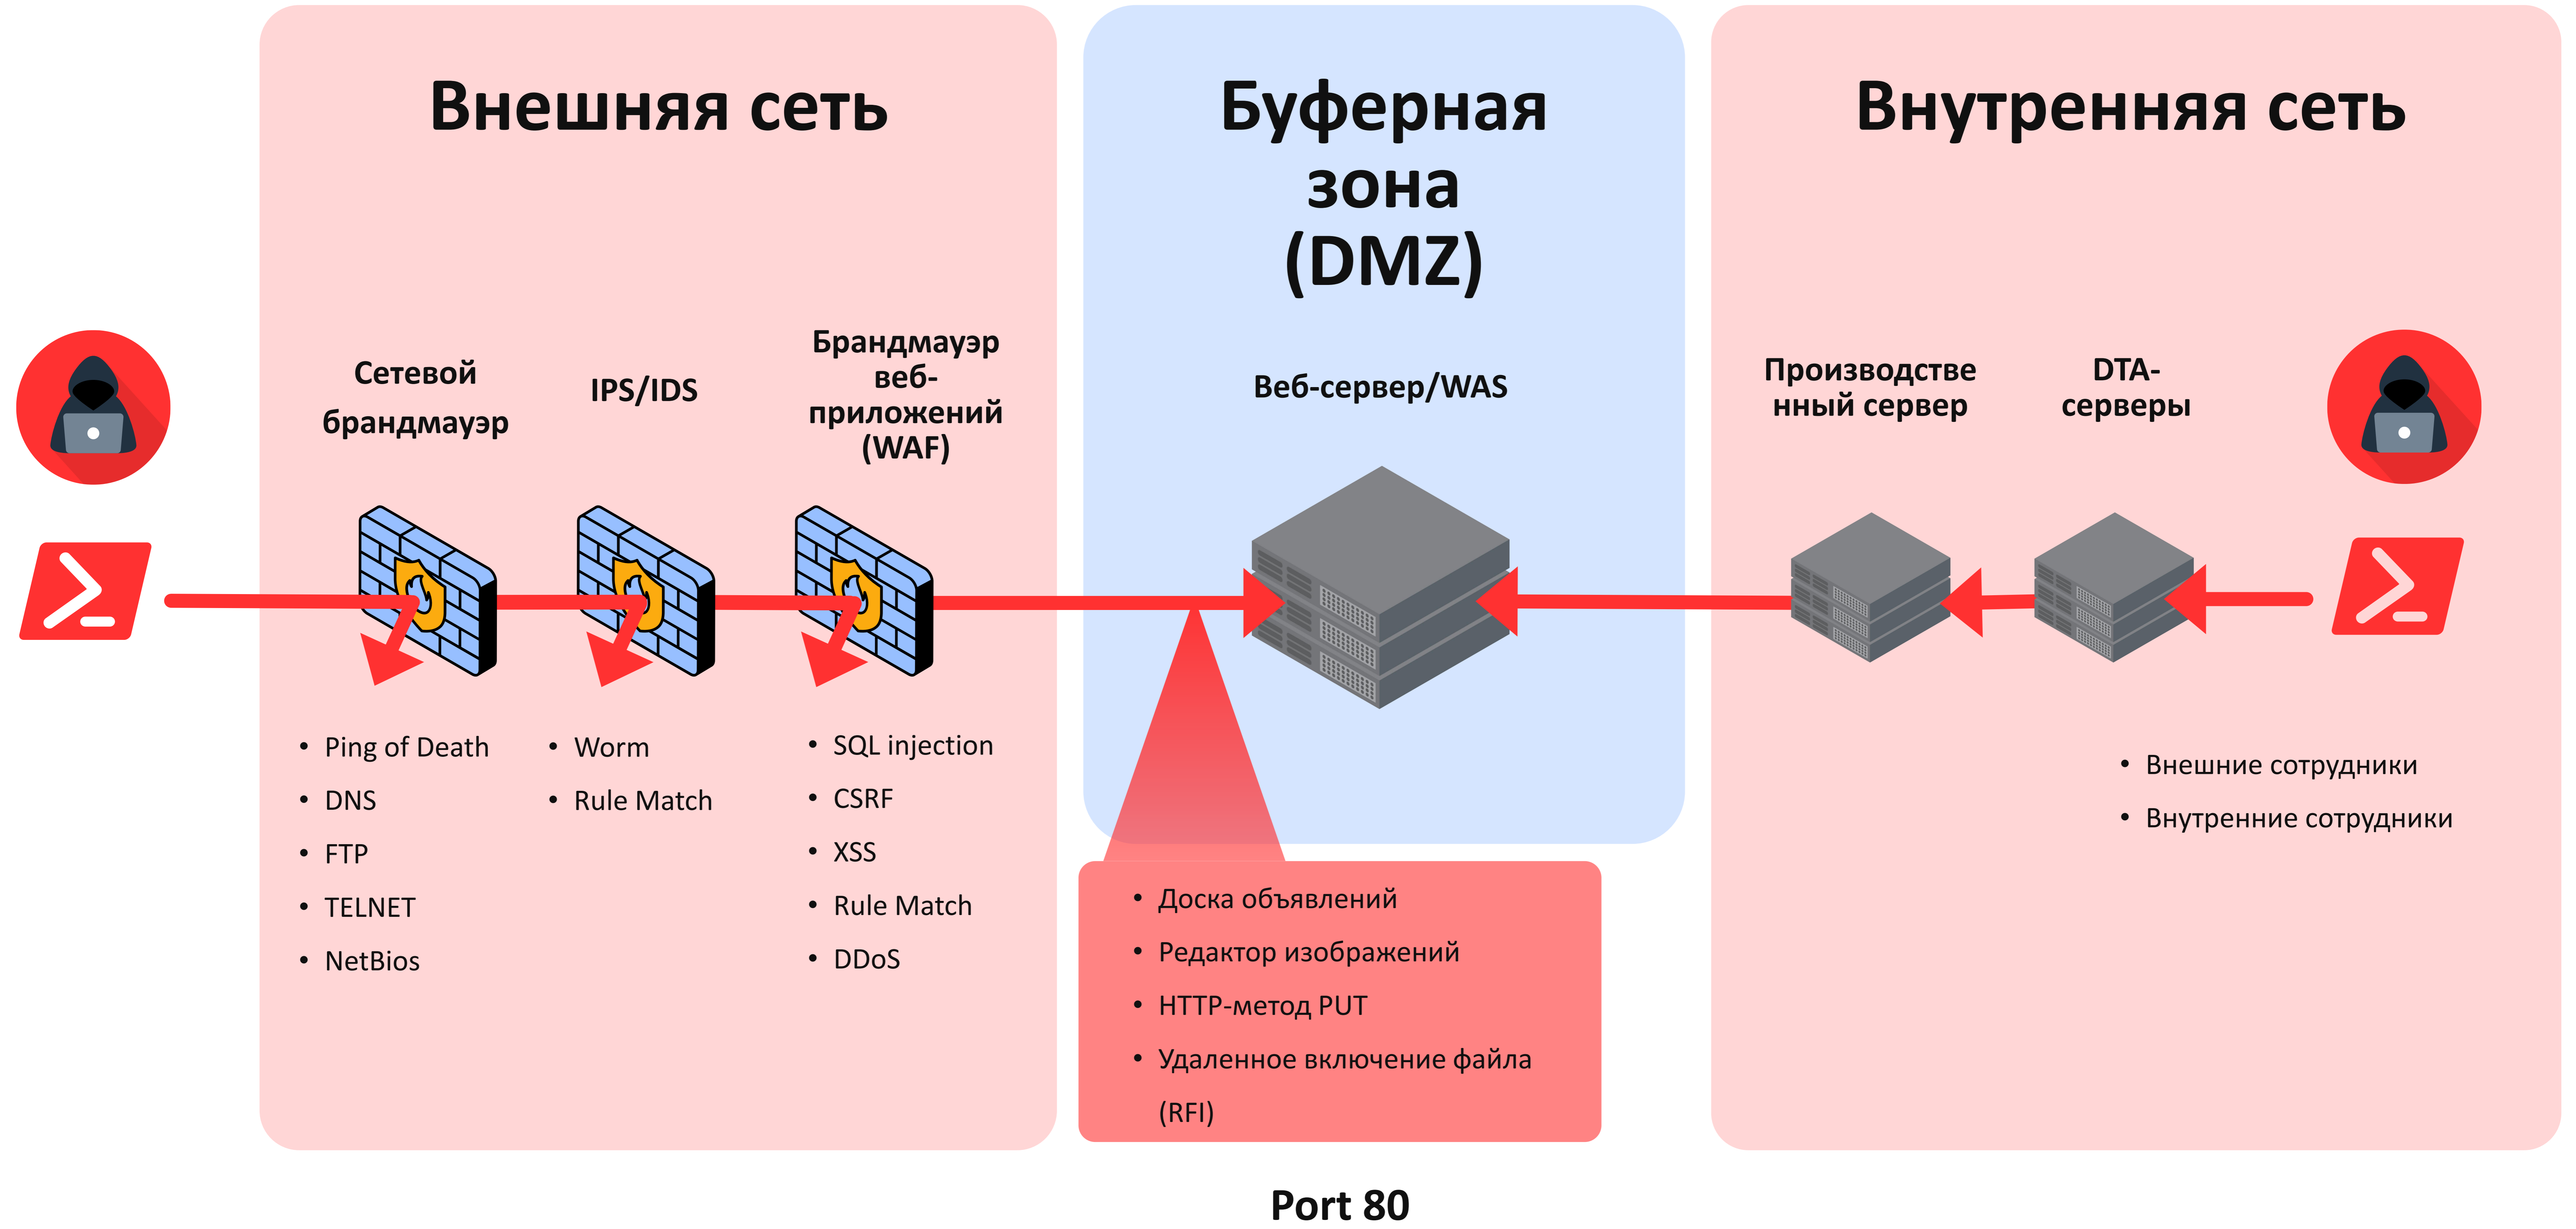 Внешняя сеть
Сетевой
брандмауэр
IPS/IDS
Брандмауэр
веб-
приложений
(WAF)
• Ping of Death
• DNS
• FTP
• TELNET
• NetBios
• Worm
• Rule Match
• SQL injection
• CSRF
• XSS
• Rule Match
• DDoS
Буферная
зона
(DMZ)
Веб-сервер/WAS
• Доска объявлений
• Редактор изображений
• HTTP-метод PUT
• Удаленное включение файла
(RFI)
Port 80
Внутренняя сеть
Производстве
нный сервер
DTA-
серверы
• Внешние сотрудники
• Внутренние сотрудники